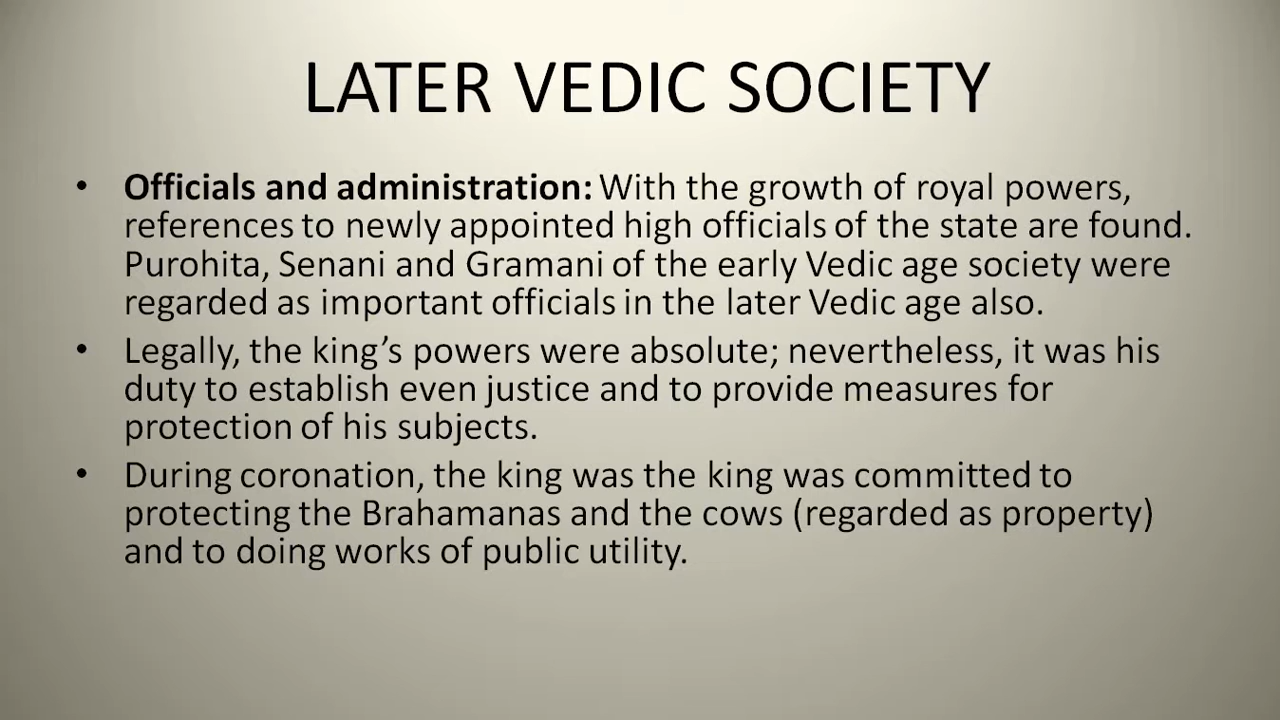 LATER VEDIC SOCIETY
• Officials and administration: With the growth of royal powers,
references to newly appointed high officials of the state are found.
Purohita, Senani and Gramani of the early Vedic age society were
regarded as important officials in the later Vedic age also.
• Legally, the king’s powers were absolute; nevertheless, it was his
duty to establish even justice and to provide measures for
protection of his subjects.
• During coronation, the king was the king was committed to
protecting the Brahamanas and the cows (regarded as property)
and to doing works of public utility.